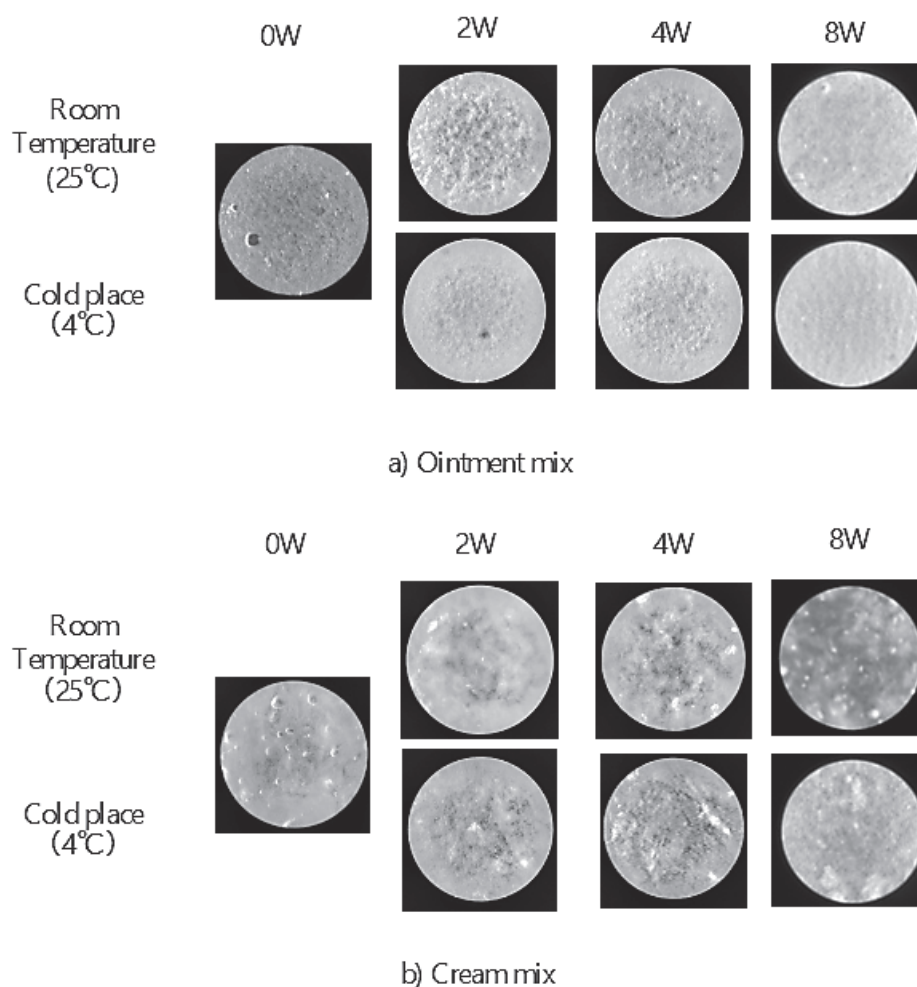 0W 2W 4W 8W
Room
Temperature
(25℃)
Cold place
(4℃)
a) Ointment mix
0W 2W 4W 8W
Room
Temperature
(25℃)
Cold place
(4℃)
b) Cream mix